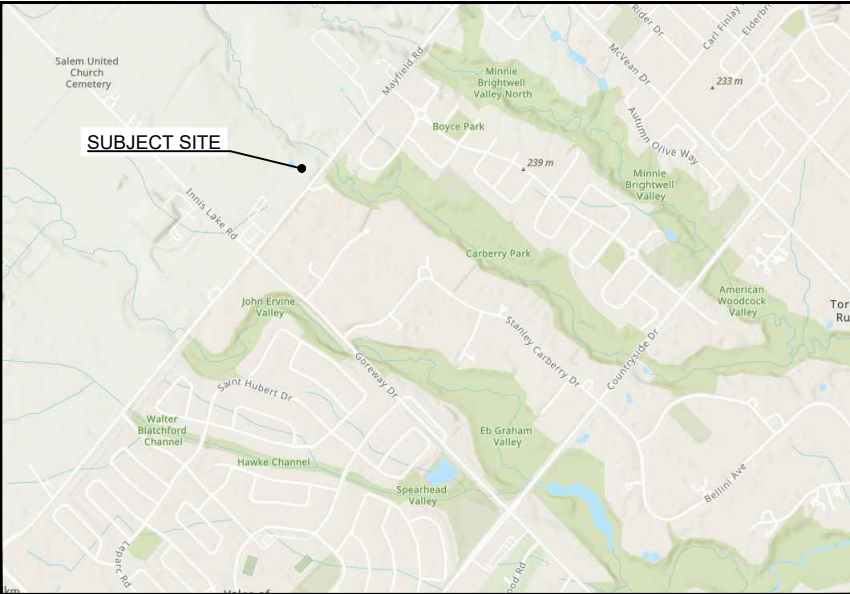 Rider Dr
Carl Finlay
Elderbr
Mayfield Rd
McVean Dr
Salem United
Church
Cemetery
Minnie
Brightwell
Valley North
233 m
Boyce Park
SUBJECT SITE
Autumn Olive Way
239 m
Minnie
Brightwell
Valley
Innis Lake Rd
Carberry Park
John Ervine
Valley
American
Woodcock
Valley
Tor
Ru
Stanley Carberry Dr
Countryside Dr
Goreway Dr
Saint Hubert Dr
Walter
Blatchford
Channel
Eb Graham
Valley
Hawke Channel
Bellini Ave
Spearhead
Valley
Leparc Rd
ood Rd
km